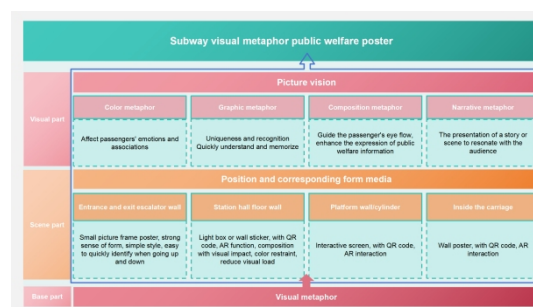 Subway visual metaphor public welfare poster
Picture vision
Visual part
Color metaphor
Affect passengers' emotions and
associations
Graphic metaphor
Uniqueness and recognition
Quickly understand and memorize
Composition metaphor
Guide the passenger's eye flow,
enhance the expression of public
welfare information
Narrative metaphor
The presentation of a story or
scene to resonate with the
audience
Position and corresponding form media
Scene part
Entrance and exit escalator wall
Small picture frame poster, strong
sense of form, simple style, easy
to quickly identify when going up
and down
Station hall floor wall
Light box or wall sticker, with QR
code, AR function, composition
with visual impact, color restraint,
reduce visual load
Platform wall/cylinder
Interactive screen, with QR code,
AR interaction
Inside the carriage
Wall poster, with QR code, AR
interaction
Base part
Visual metaphor